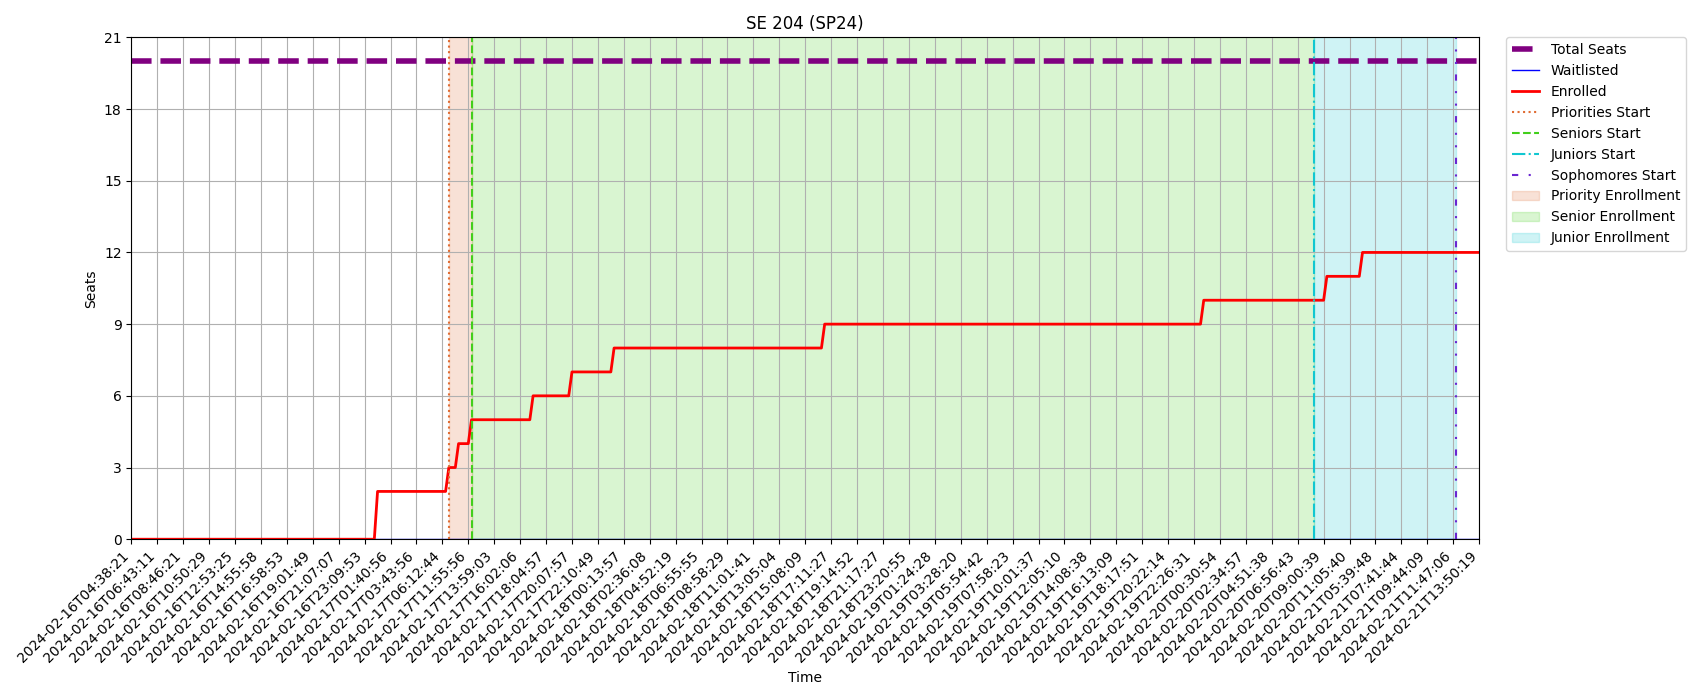 SE 204 (SP24)
21
18
15
12
9
6
3
0
Seats
2024-02-16T04:38:21
2024-02-16T06:43:11
2024-02-16T08:46:21
2024-02-16T10:50:29
2024-02-16T12:53:25
2024-02-16T14:55:58
2024-02-16T16:58:53
2024-02-16T19:01:49
2024-02-16T21:07:07
2024-02-16T23:09:53
2024-02-17T01:40:56
2024-02-17T03:43:56
2024-02-17T06:12:44
2024-02-17T11:55:56
2024-02-17T13:59:03
2024-02-17T16:02:06
2024-02-17T18:04:57
2024-02-17T20:07:57
2024-02-17T22:10:49
2024-02-18T00:13:57
2024-02-18T02:36:08
2024-02-18T04:52:19
2024-02-18T06:55:55
2024-02-18T08:58:29
2024-02-18T11:01:41
2024-02-18T13:05:04
2024-02-18T15:08:09
2024-02-18T17:11:27
2024-02-18T19:14:52
2024-02-18T21:17:27
2024-02-18T23:20:55
2024-02-19T01:24:28
2024-02-19T03:28:20
2024-02-19T05:54:42
2024-02-19T07:58:23
2024-02-19T10:01:37
2024-02-19T12:05:10
2024-02-19T14:08:38
2024-02-19T16:13:09
2024-02-19T18:17:51
2024-02-19T20:22:14
2024-02-19T22:26:31
2024-02-20T00:30:54
2024-02-20T02:34:57
2024-02-20T04:51:38
2024-02-20T06:56:43
2024-02-20T09:00:39
2024-02-20T11:05:40
2024-02-21T05:39:48
2024-02-21T07:41:44
2024-02-21T09:44:09
2024-02-21T11:47:06
2024-02-21T13:50:19
Time
Total Seats
Waitlisted
Enrolled
Priorities Start
Seniors Start
Juniors Start
Sophomores Start
Priority Enrollment
Senior Enrollment
Junior Enrollment